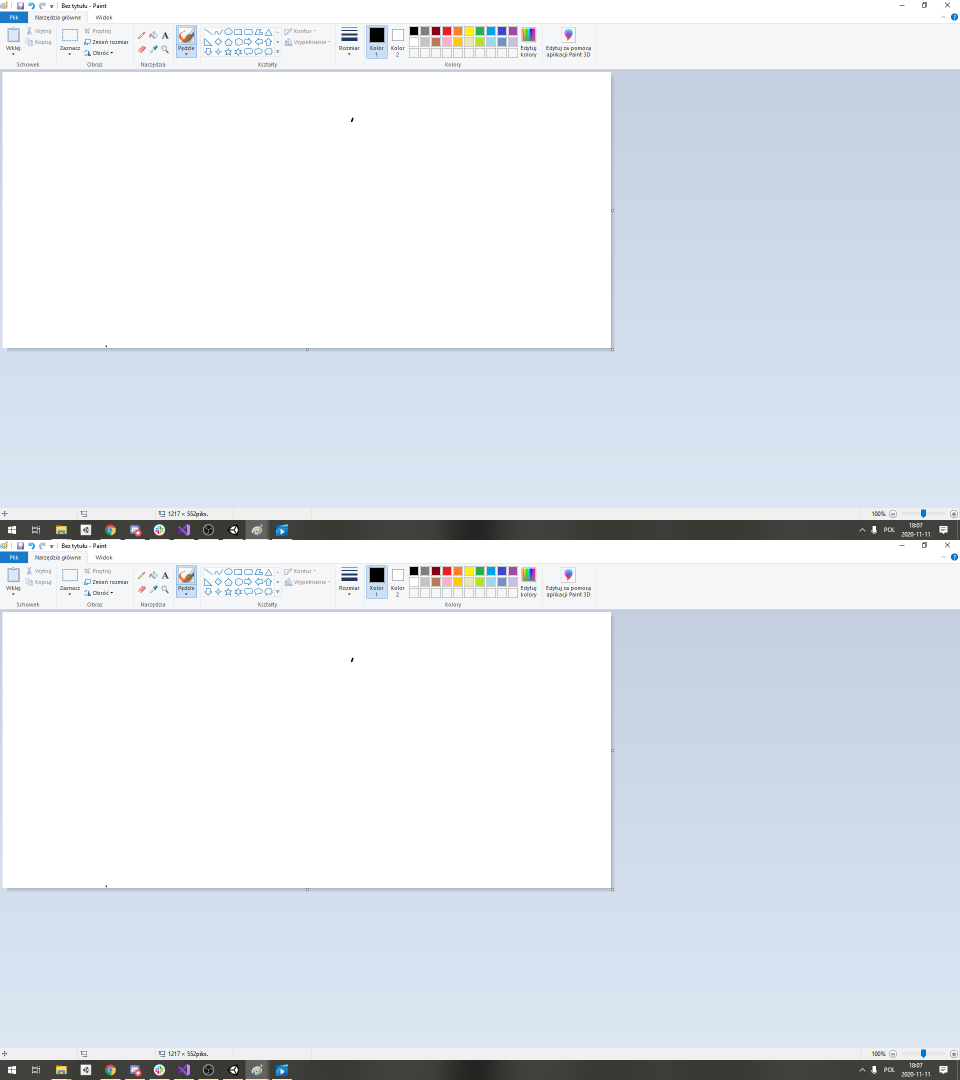 Bez tytułu - Paint
Plik Narzędzia główne Widok
Wklej Wytnij Kopiuj Zaznacz Przytnij Zmień rozmiar Obróć A Pędzle Kontur Wypełnienie Rozmiar Kolor 1 Kolor 2 Edytuj kolory Edytuj za pomocą aplikacji Paint 3D
Schowek Obraz Narzędzia Kształty Kolory
1217 × 552piks. 100%
POL 18:07
2020-11-11
Bez tytułu - Paint
Plik Narzędzia główne Widok
Wklej Wytnij Kopiuj Zaznacz Przytnij Zmień rozmiar Obróć A Pędzle Kontur Wypełnienie Rozmiar Kolor 1 Kolor 2 Edytuj kolory Edytuj za pomocą aplikacji Paint 3D
Schowek Obraz Narzędzia Kształty Kolory
1217 × 552piks. 100%
POL 18:07
2020-11-11